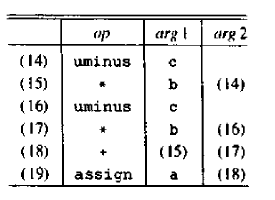 op arg 1 arg 2
(14) uminus c
(15) * b (14)
(16) uminus c
(17) * b (16)
(18) + (15) (17)
(19) assign a (18)